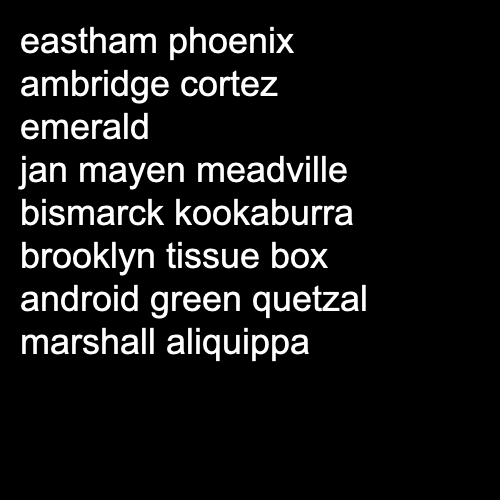 eastham phoenix
ambridge cortez
emerald
jan mayen meadville
bismarck kookaburra
brooklyn tissue box
android green quetzal
marshall aliquippa